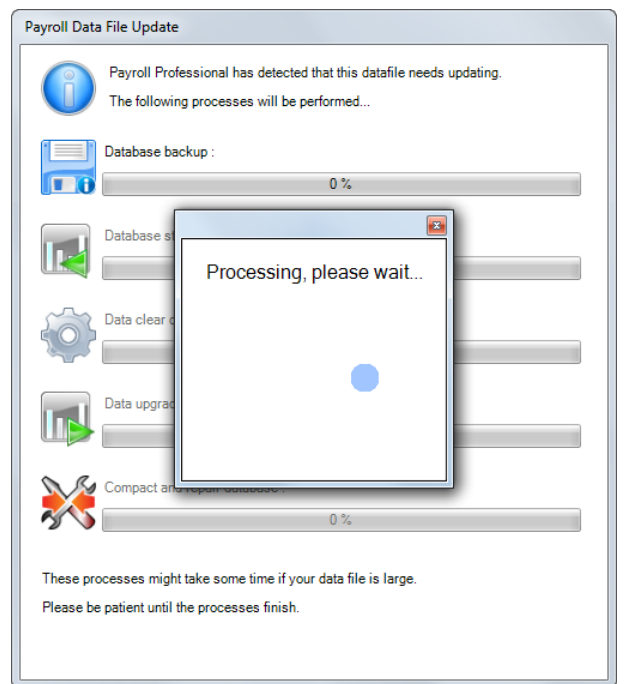 Payroll Data File Update
Payroll Professional has detected that this datafile needs updating.
The following processes will be performed...
Database backup :
0 %
Database
Processing, please wait...
Data clear
Data upgrad
Compact and repair database :
0 %
These processes might take some time if your data file is large.
Please be patient until the processes finish.